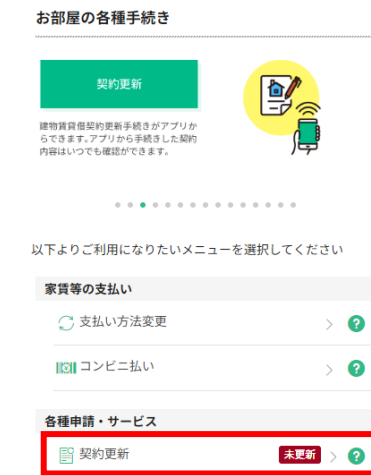 お部屋の各種手続き
契約更新
建物賃貸借契約更新手続きがアプリか
らできます。アプリから手続きした契約
内容はいつでも確認ができます。
以下よりご利用になりたいメニューを選択してください
家賃等の支払い
支払い方法変更
?
コンビニ払い
?
各種申請・サービス
契約更新
未更新
?